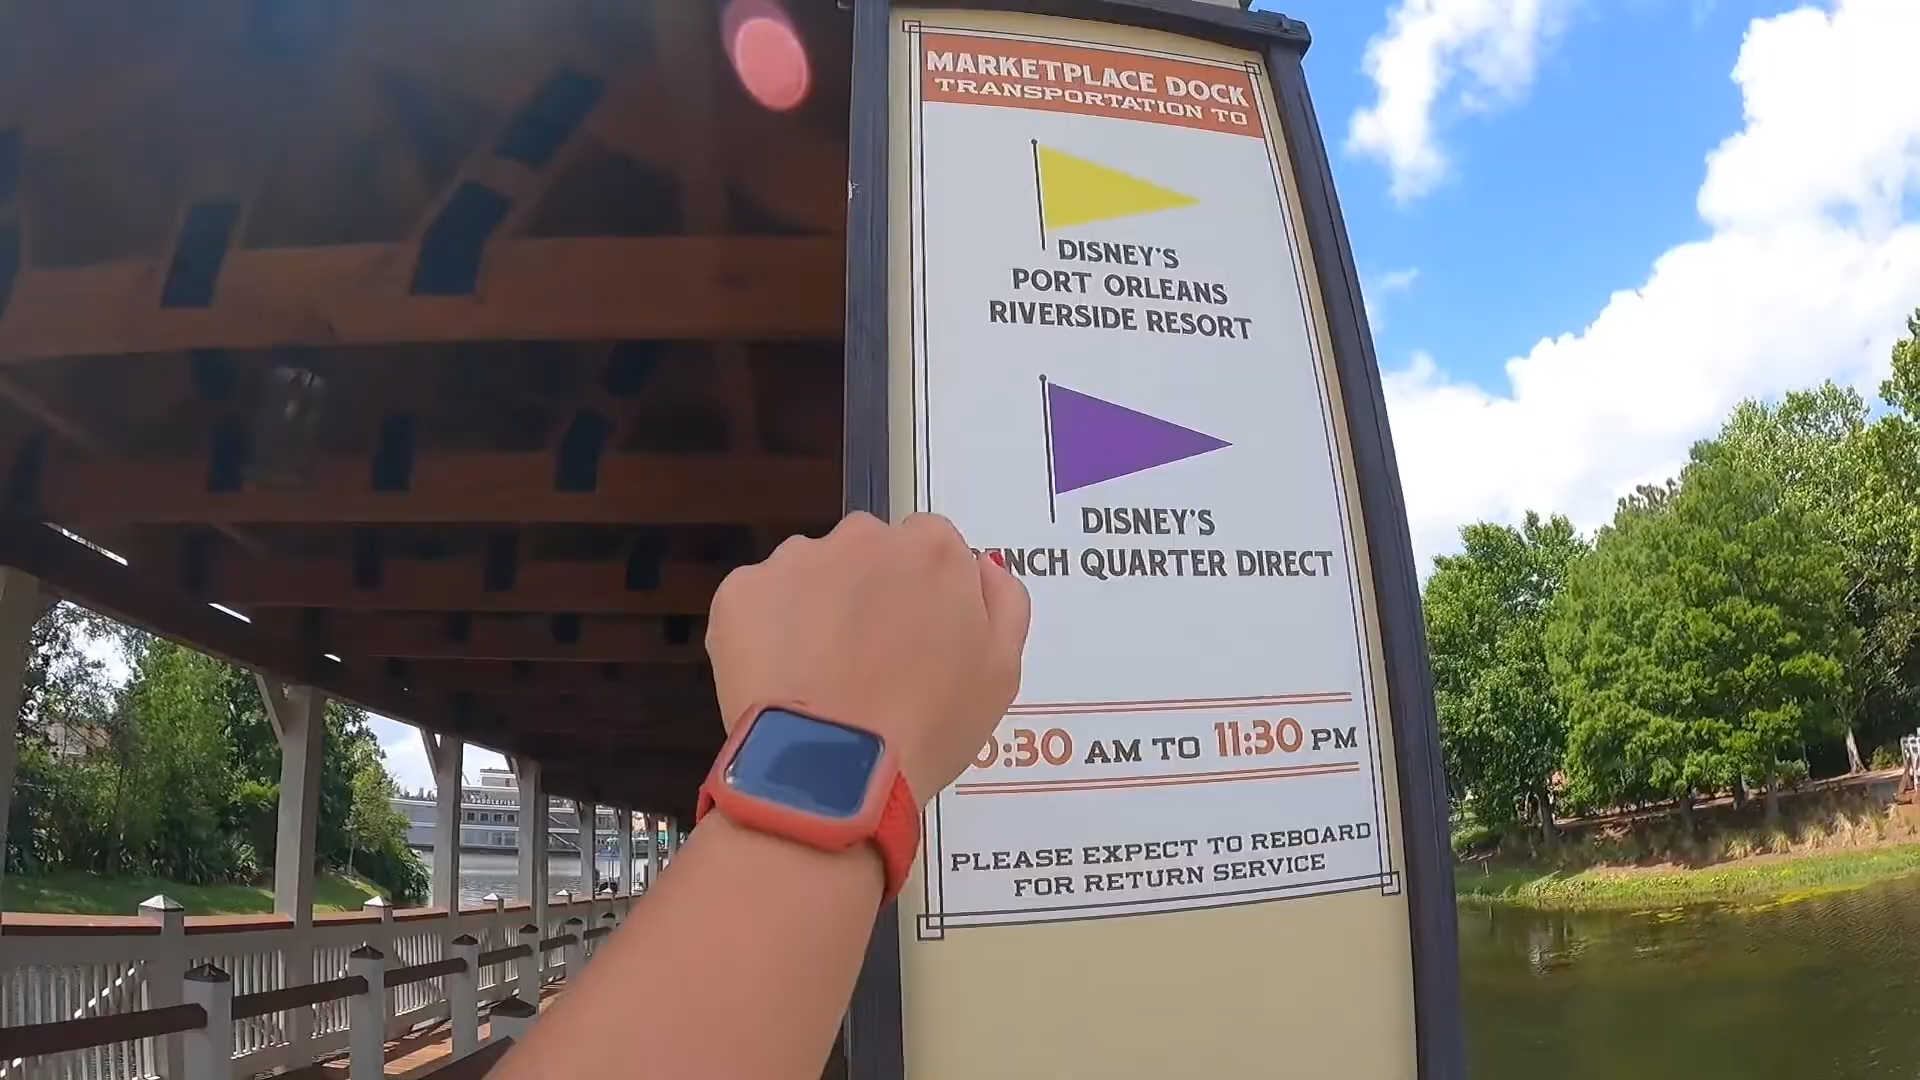 MARKETPLACE DOCK
TRANSPORTATION TO
DISNEY'S
PORT ORLEANS
RIVERSIDE RESORT
DISNEY'S
QUARTER DIRECT
:30 AM TO 11:30 PM
PLEASE EXPECT TO REBOARD
FOR RETURN SERVICE
PADDLEFISH